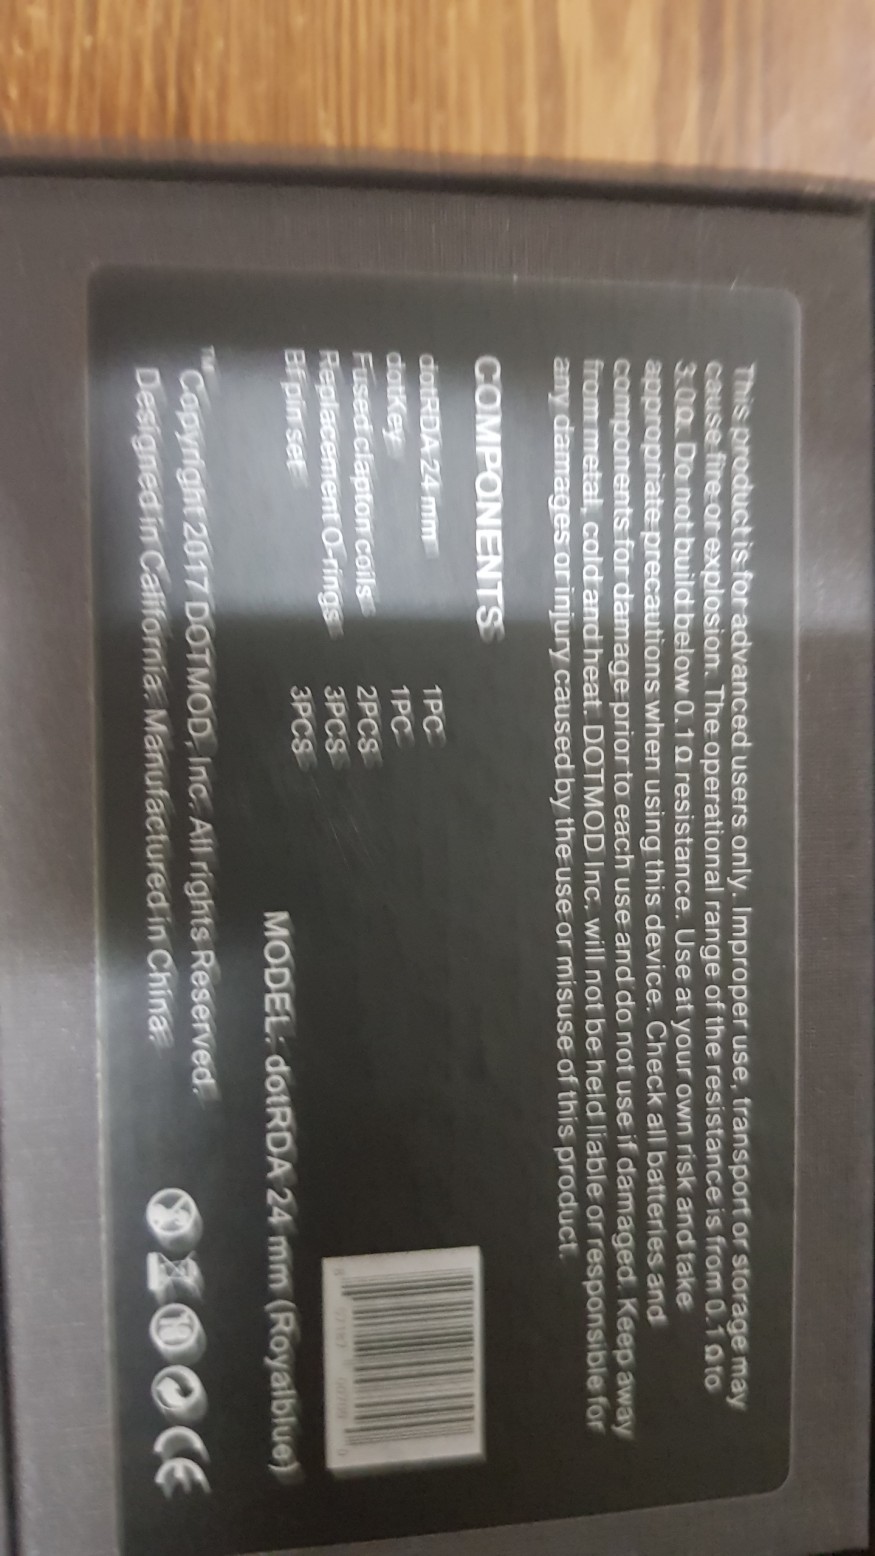 This product is for advanced users only. Improper use, transport or storage may
cause fire or explosion. The operational range of the resistance is from 0.1Ω to
3.0Ω. Do not build below 0.1Ω resistance. Use at your own risk and take
appropriate precautions when using this device. Check all batteries and
components for damage prior to each use and do not use if damaged. Keep away
from metal, cold and heat. DOTMOD Inc. will not be held liable or responsible for
any damages or injury caused by the use or misuse of this product.
COMPONENTS
dotRDA 24 mm 1PC
dotKey 1PC
Fused clapton coils 2PCS
Replacement O-rings 3PCS
BF pin set 3PCS
MODEL: dotRDA 24 mm (Royalblue)
™ Copyright 2017 DOTMOD, Inc. All rights Reserved.
Designed in California. Manufactured in China.
CE